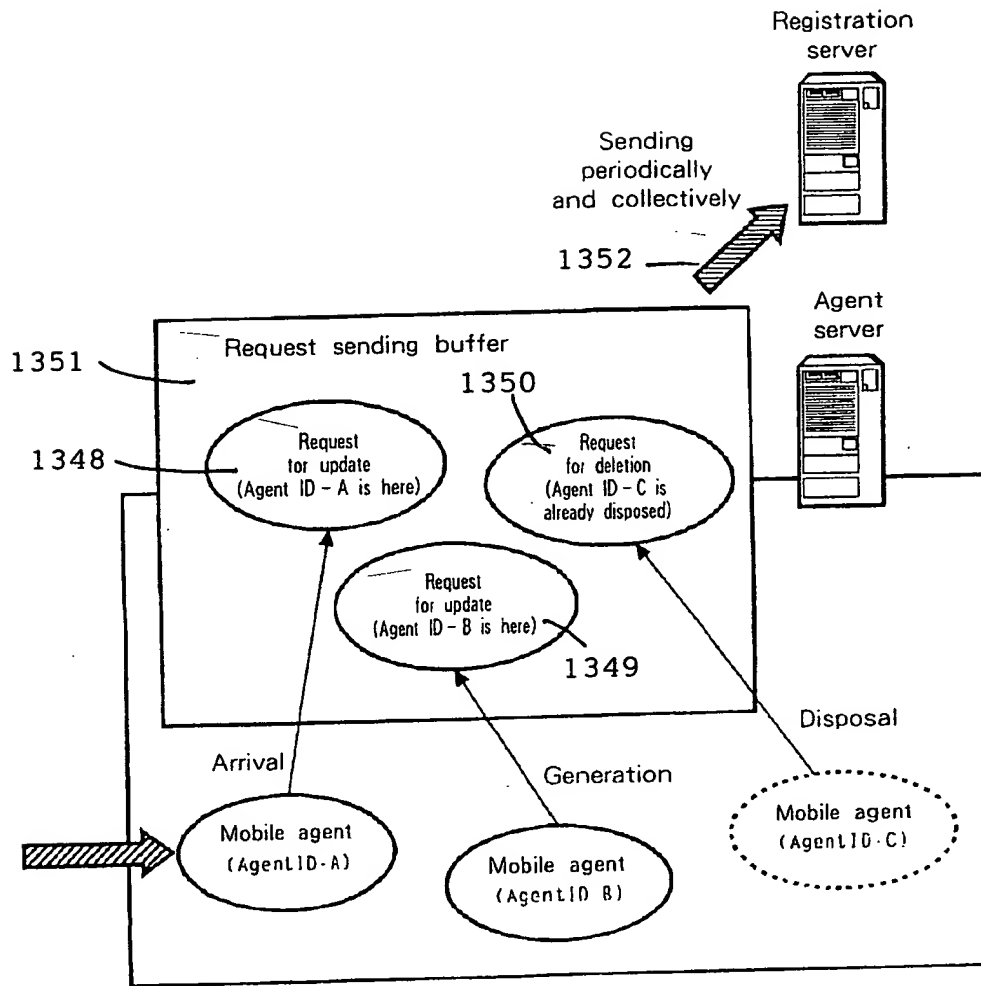 Registration
server
Sending
periodically
and collectively
1352
Agent
server
Request sending buffer
1351
1350
Request
for update
(Agent ID - A is here)
1348
Request
for deletion
(Agent ID - C is
already disposed)
Request
for update
(Agent ID - B is here)
1349
Arrival
Generation
Disposal
Mobile agent
(AgentID-A)
Mobile agent
(AgentID B)
Mobile agent
(AgentID-C)